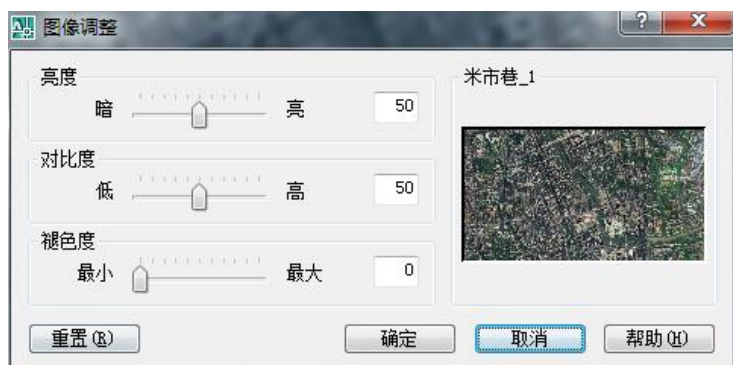 图像调整
亮度
暗 亮 50
对比度
低 高 50
褪色度
最小 最大 0
米市巷_1
重置(R) 确定 取消 帮助(H)